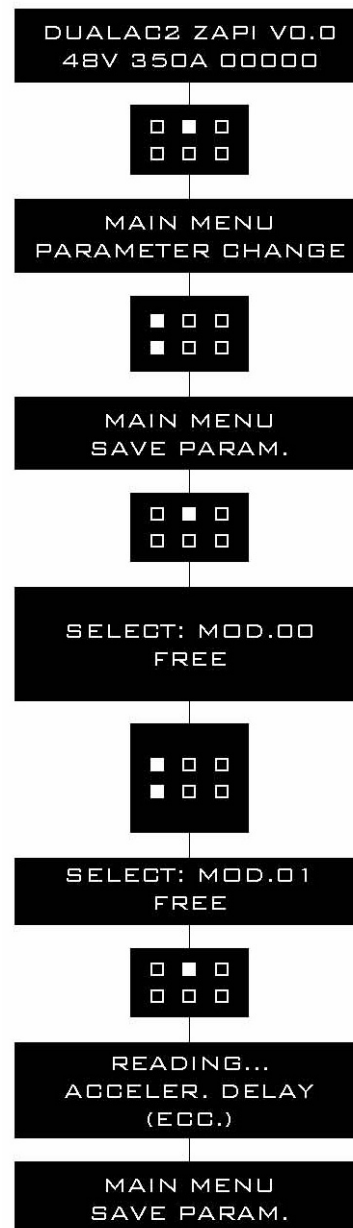 DUALAC2 ZAPI V0.0
48V 350A 00000
MAIN MENU
PARAMETER CHANGE
MAIN MENU
SAVE PARAM.
SELECT: MOD.00
FREE
SELECT: MOD.01
FREE
READING...
ACCELER. DELAY
(ECC.)
MAIN MENU
SAVE PARAM.